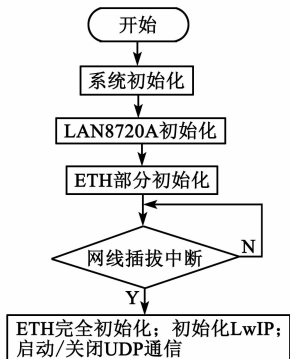 开始
系统初始化
LAN8720A初始化
ETH部分初始化
网线插拔中断
N
Y
ETH完全初始化；初始化LwIP；
启动/关闭UDP通信